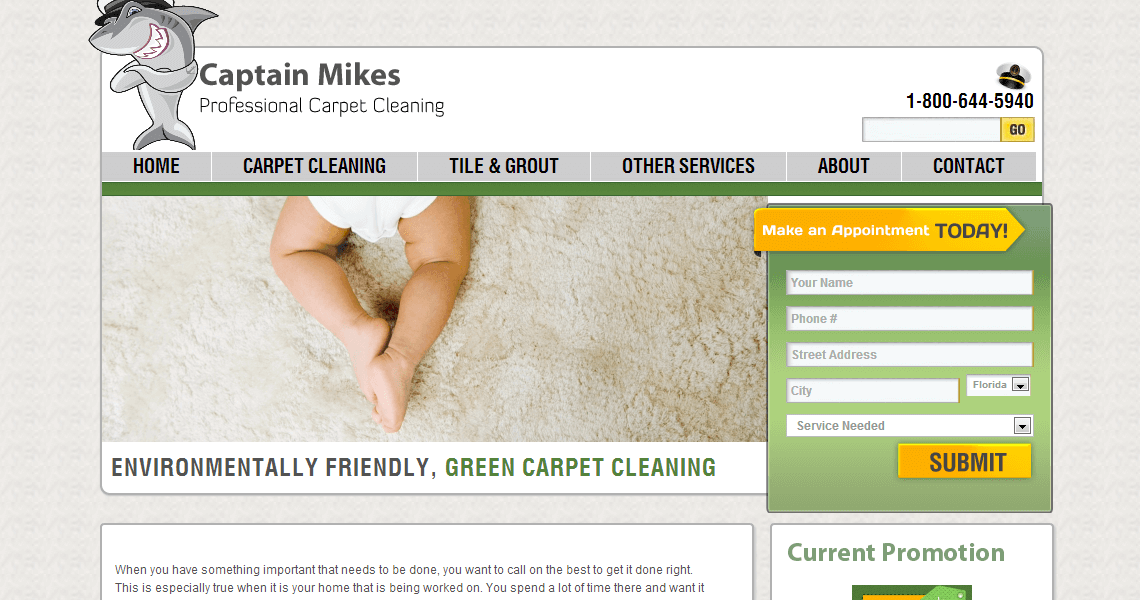 Captain Mikes
Professional Carpet Cleaning
1-800-644-5940
GO
HOME CARPET CLEANING TILE & GROUT OTHER SERVICES ABOUT CONTACT
Make an Appointment TODAY!
Your Name
Phone #
Street Address
City Florida
Service Needed
SUBMIT
ENVIRONMENTALLY FRIENDLY, GREEN CARPET CLEANING
When you have something important that needs to be done, you want to call on the best to get it done right.
This is especially true when it is your home that is being worked on. You spend a lot of time there and want it
Current Promotion